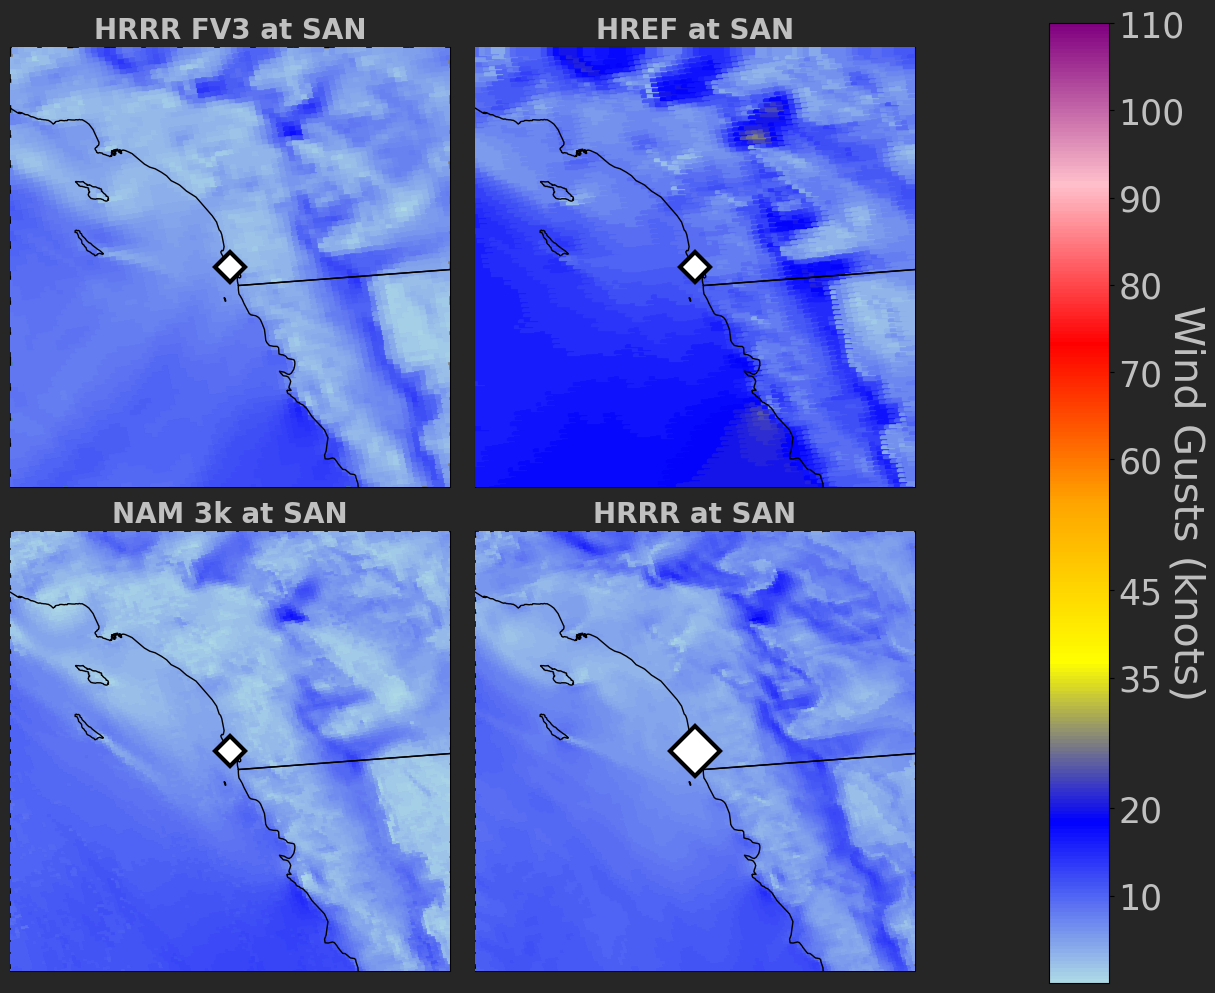 HRRR FV3 at SAN
HREF at SAN
NAM 3k at SAN
HRRR at SAN
110
100
90
80
70
60
45
35
20
10
Wind Gusts (knots)